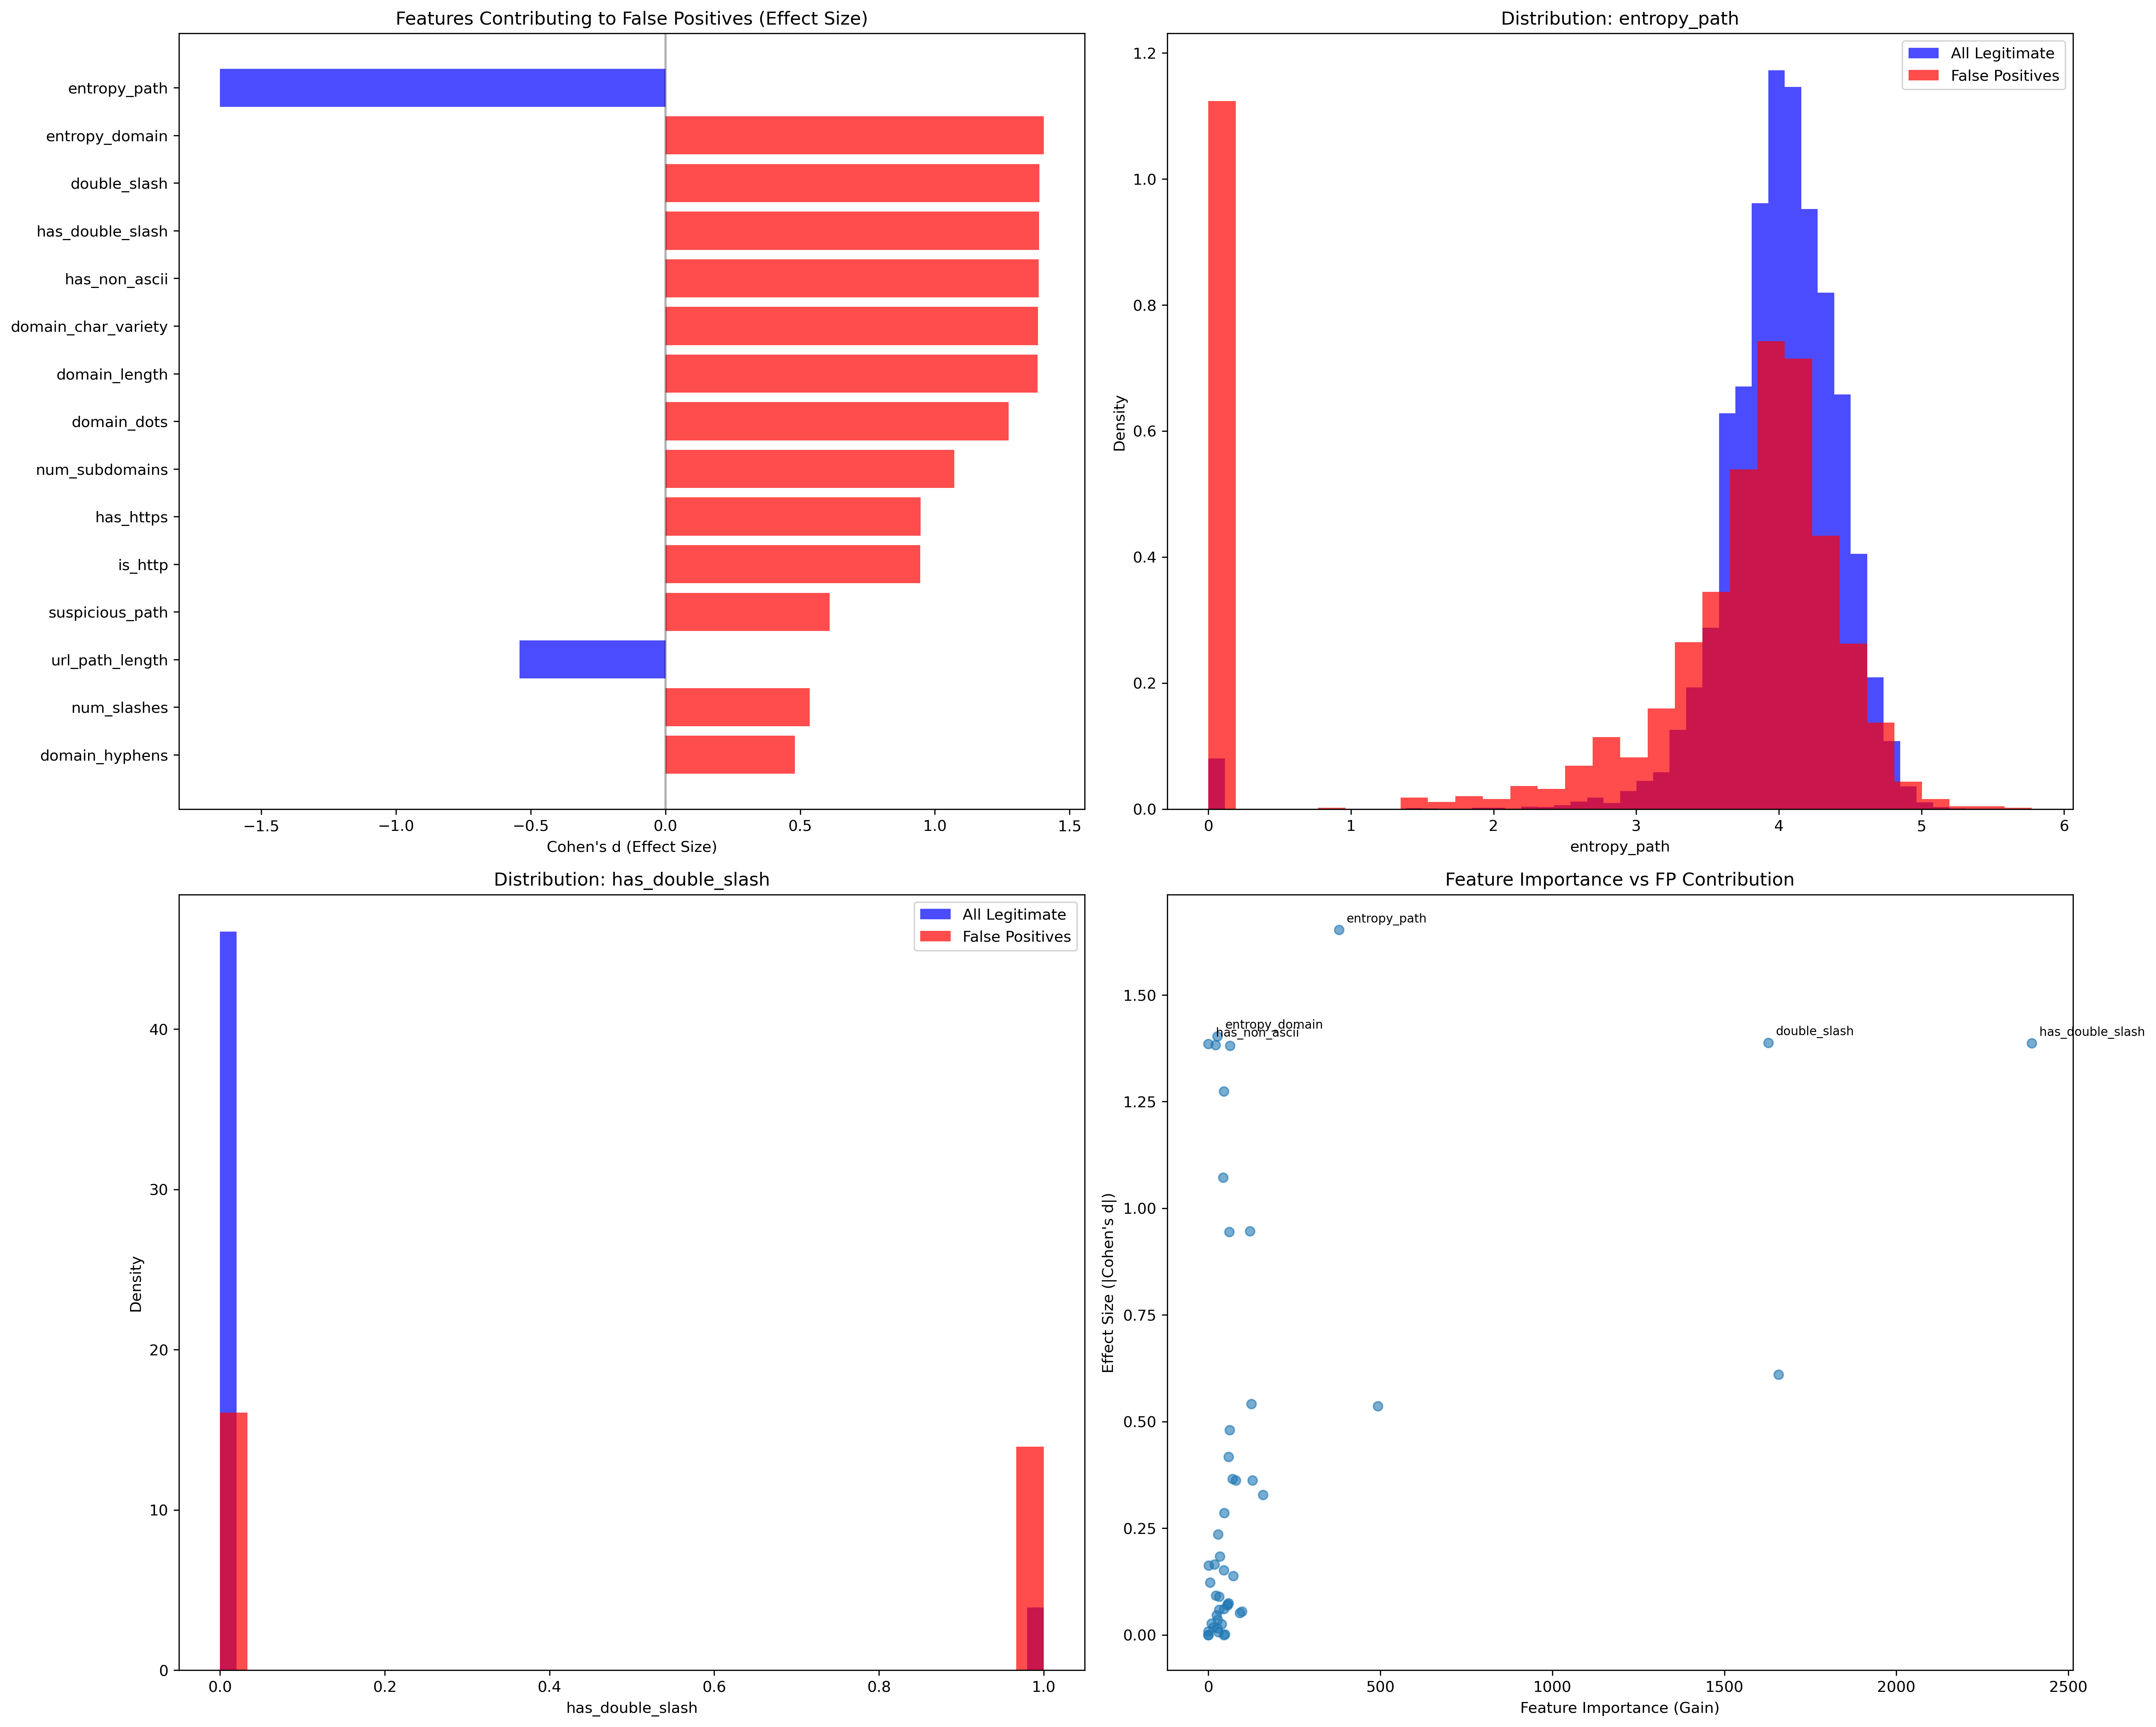 Features Contributing to False Positives (Effect Size)
entropy_path
entropy_domain
double_slash
has_double_slash
has_non_ascii
domain_char_variety
domain_length
domain_dots
num_subdomains
has_https
is_http
suspicious_path
url_path_length
num_slashes
domain_hyphens
−1.5 −1.0 −0.5 0.0 0.5 1.0 1.5
Cohen's d (Effect Size)
Distribution: entropy_path
All Legitimate
False Positives
Density
1.2
1.0
0.8
0.6
0.4
0.2
0.0
0 1 2 3 4 5 6
entropy_path
Distribution: has_double_slash
All Legitimate
False Positives
Density
40
30
20
10
0
0.0 0.2 0.4 0.6 0.8 1.0
has_double_slash
Feature Importance vs FP Contribution
entropy_path
entropy_domain
has_non_ascii
double_slash
has_double_slash
Effect Size (|Cohen's d|)
1.50
1.25
1.00
0.75
0.50
0.25
0.00
0 500 1000 1500 2000 2500
Feature Importance (Gain)